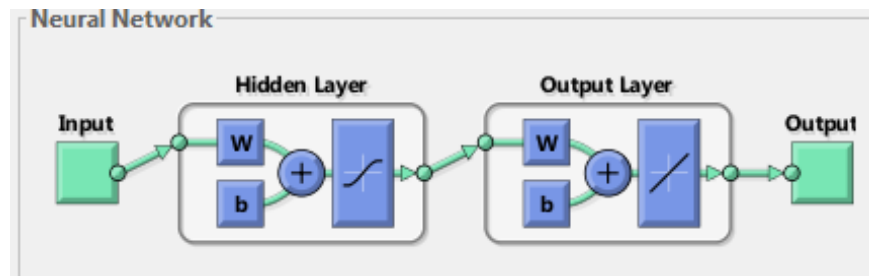 Neural Network
Hidden Layer
Output Layer
Input
Output
W
W
b
b